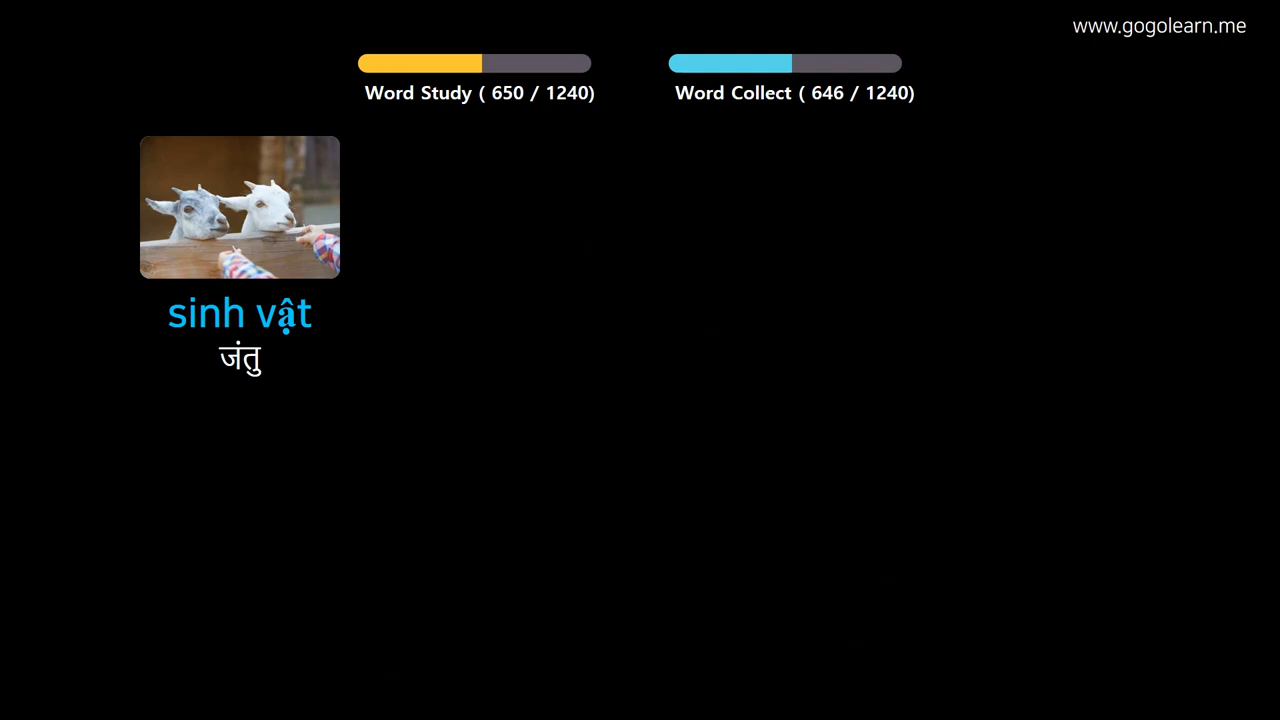 www.gogolearn.me
Word Study ( 650 / 1240)
Word Collect ( 646 / 1240)
sinh vật
जंतु